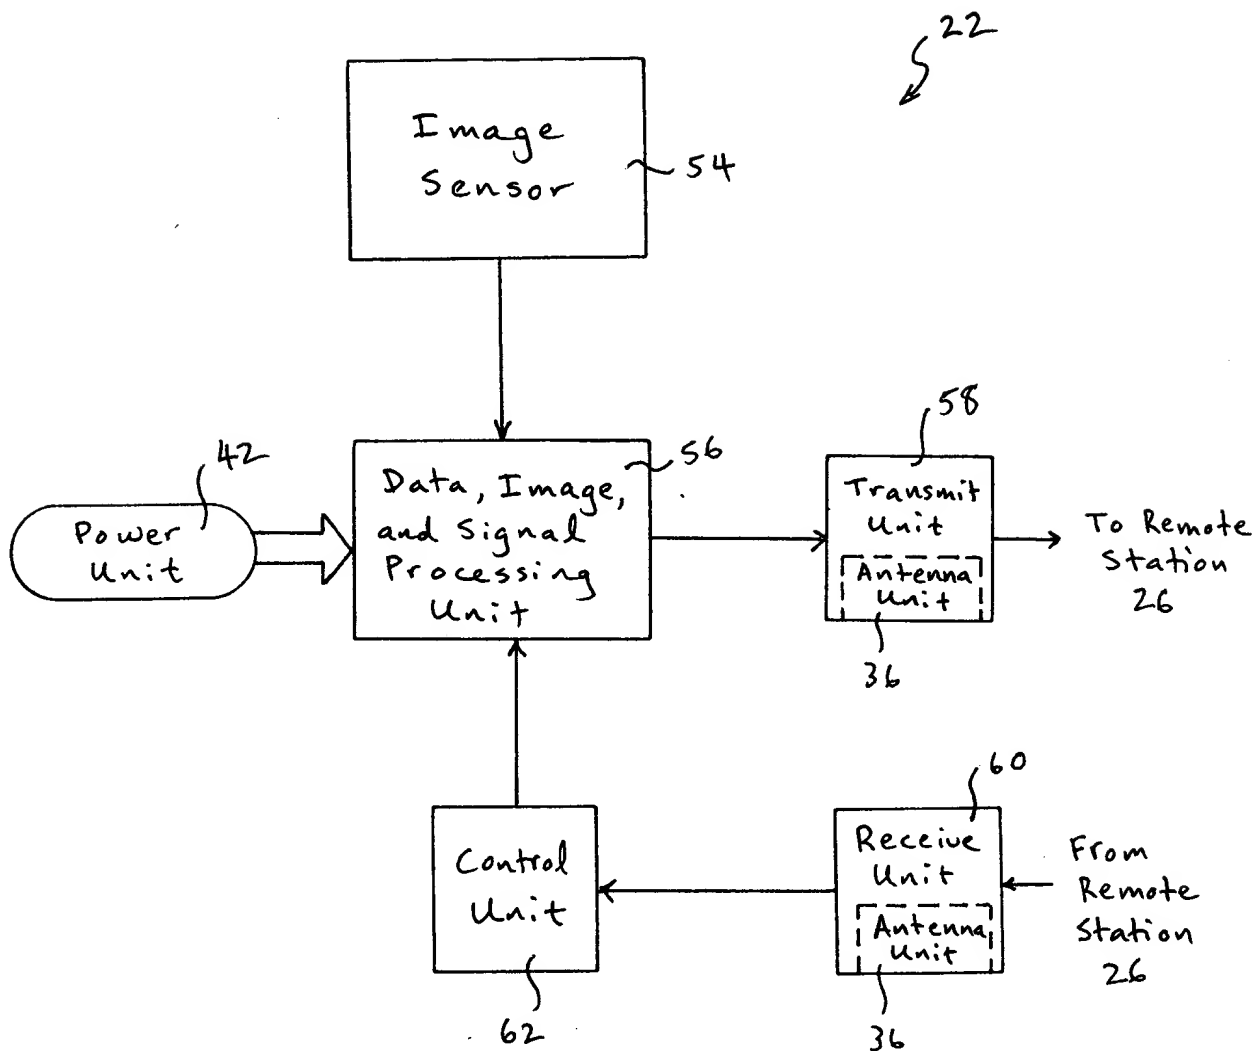 22
Image
Sensor
54
42
Power
Unit
56
Data, Image,
and Signal
Processing
Unit
58
Transmit
Unit
Antenna
Unit
36
To Remote
Station
26
Control
Unit
62
60
Receive
Unit
Antenna
Unit
36
From
Remote
Station
26